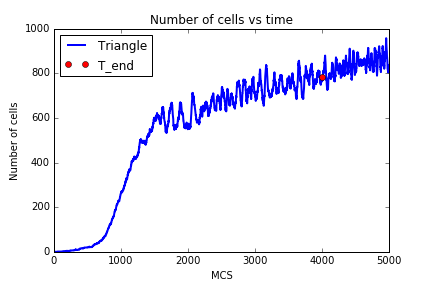 Number of cells vs time
Triangle
T_end
Number of cells
1000
800
600
400
200
0
0
1000
2000
3000
4000
5000
MCS